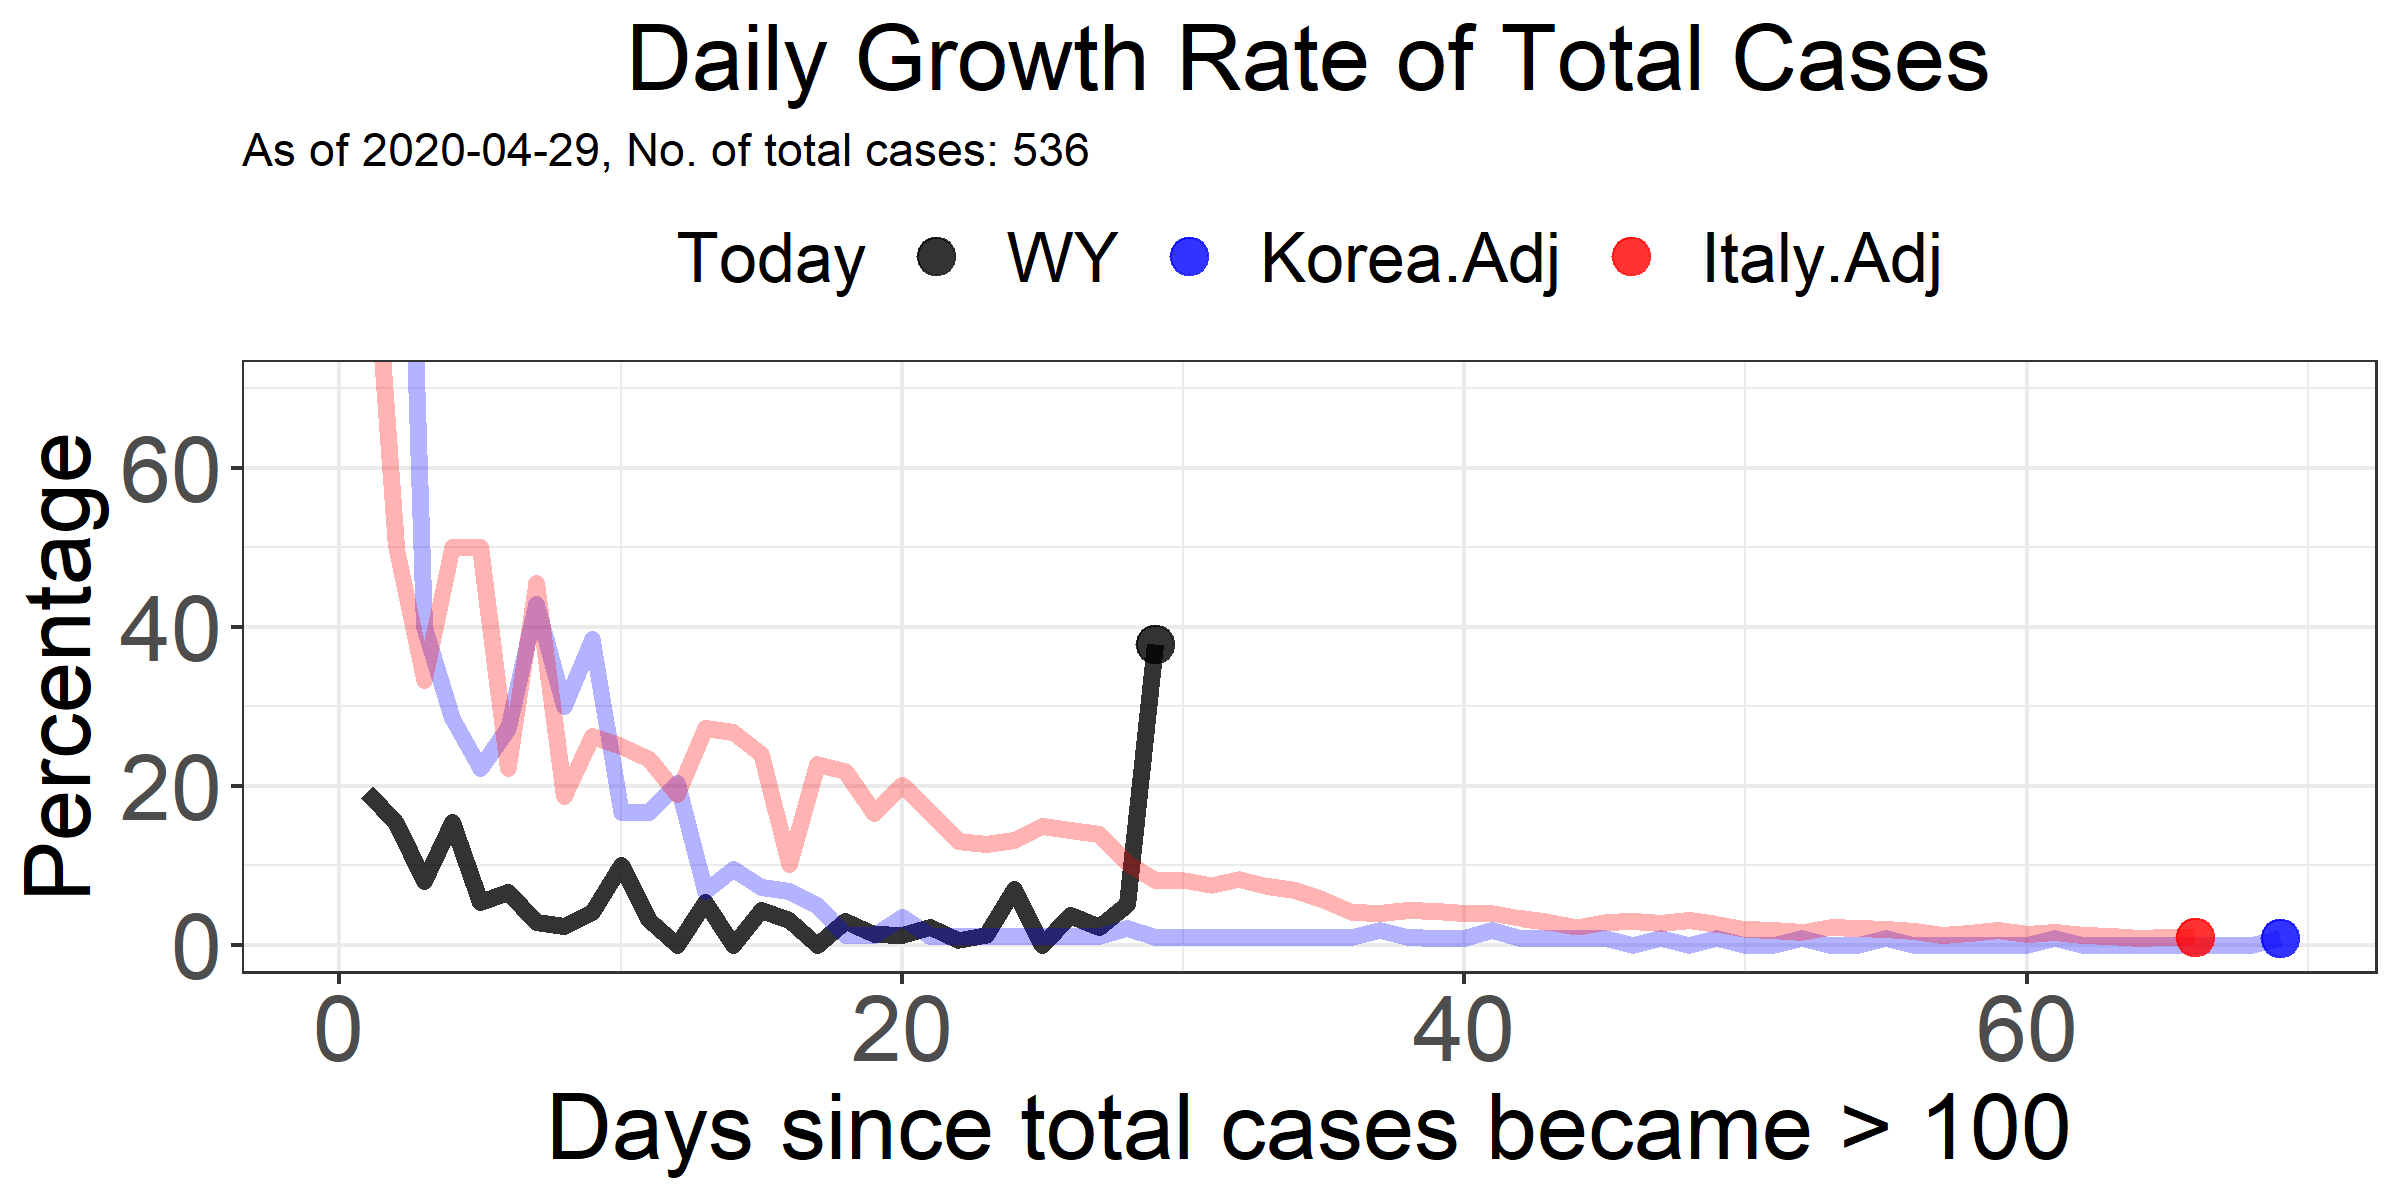 Daily Growth Rate of Total Cases
As of 2020-04-29, No. of total cases: 536
Today WY Korea.Adj Italy.Adj
Percentage
60
40
20
0
0 20 40 60
Days since total cases became > 100